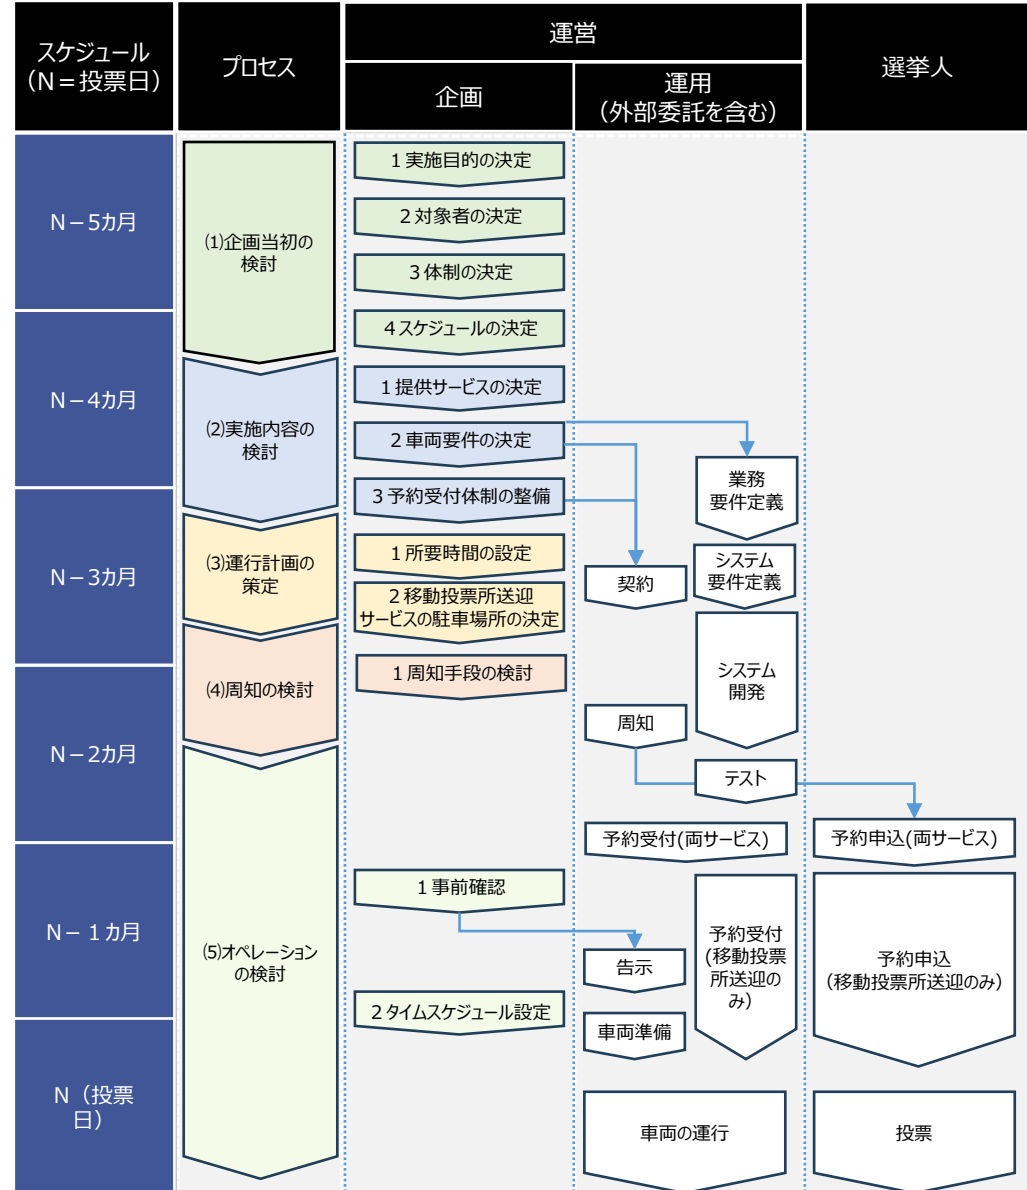 スケジュール
（N＝投票日）
プロセス
運営
企画
運用
（外部委託を含む）
選挙人
N－5カ月
N－4カ月
N－3カ月
N－2カ月
N－１カ月
N（投票
日）
⑴企画当初の
検討
⑵実施内容の
検討
⑶運行計画の
策定
⑷周知の検討
⑸オペレーション
の検討
１実施目的の決定
２対象者の決定
３体制の決定
４スケジュールの決定
１提供サービスの決定
２車両要件の決定
３予約受付体制の整備
１所要時間の設定
２移動投票所送迎
サービスの駐車場所の決定
１周知手段の検討
１事前確認
２タイムスケジュール設定
業務
要件定義
契約
システム
要件定義
システム
開発
周知
テスト
予約受付(両サービス)
告示
予約受付
(移動投票
所送迎の
み)
車両準備
車両の運行
予約申込(両サービス)
予約申込
(移動投票所送迎のみ)
投票